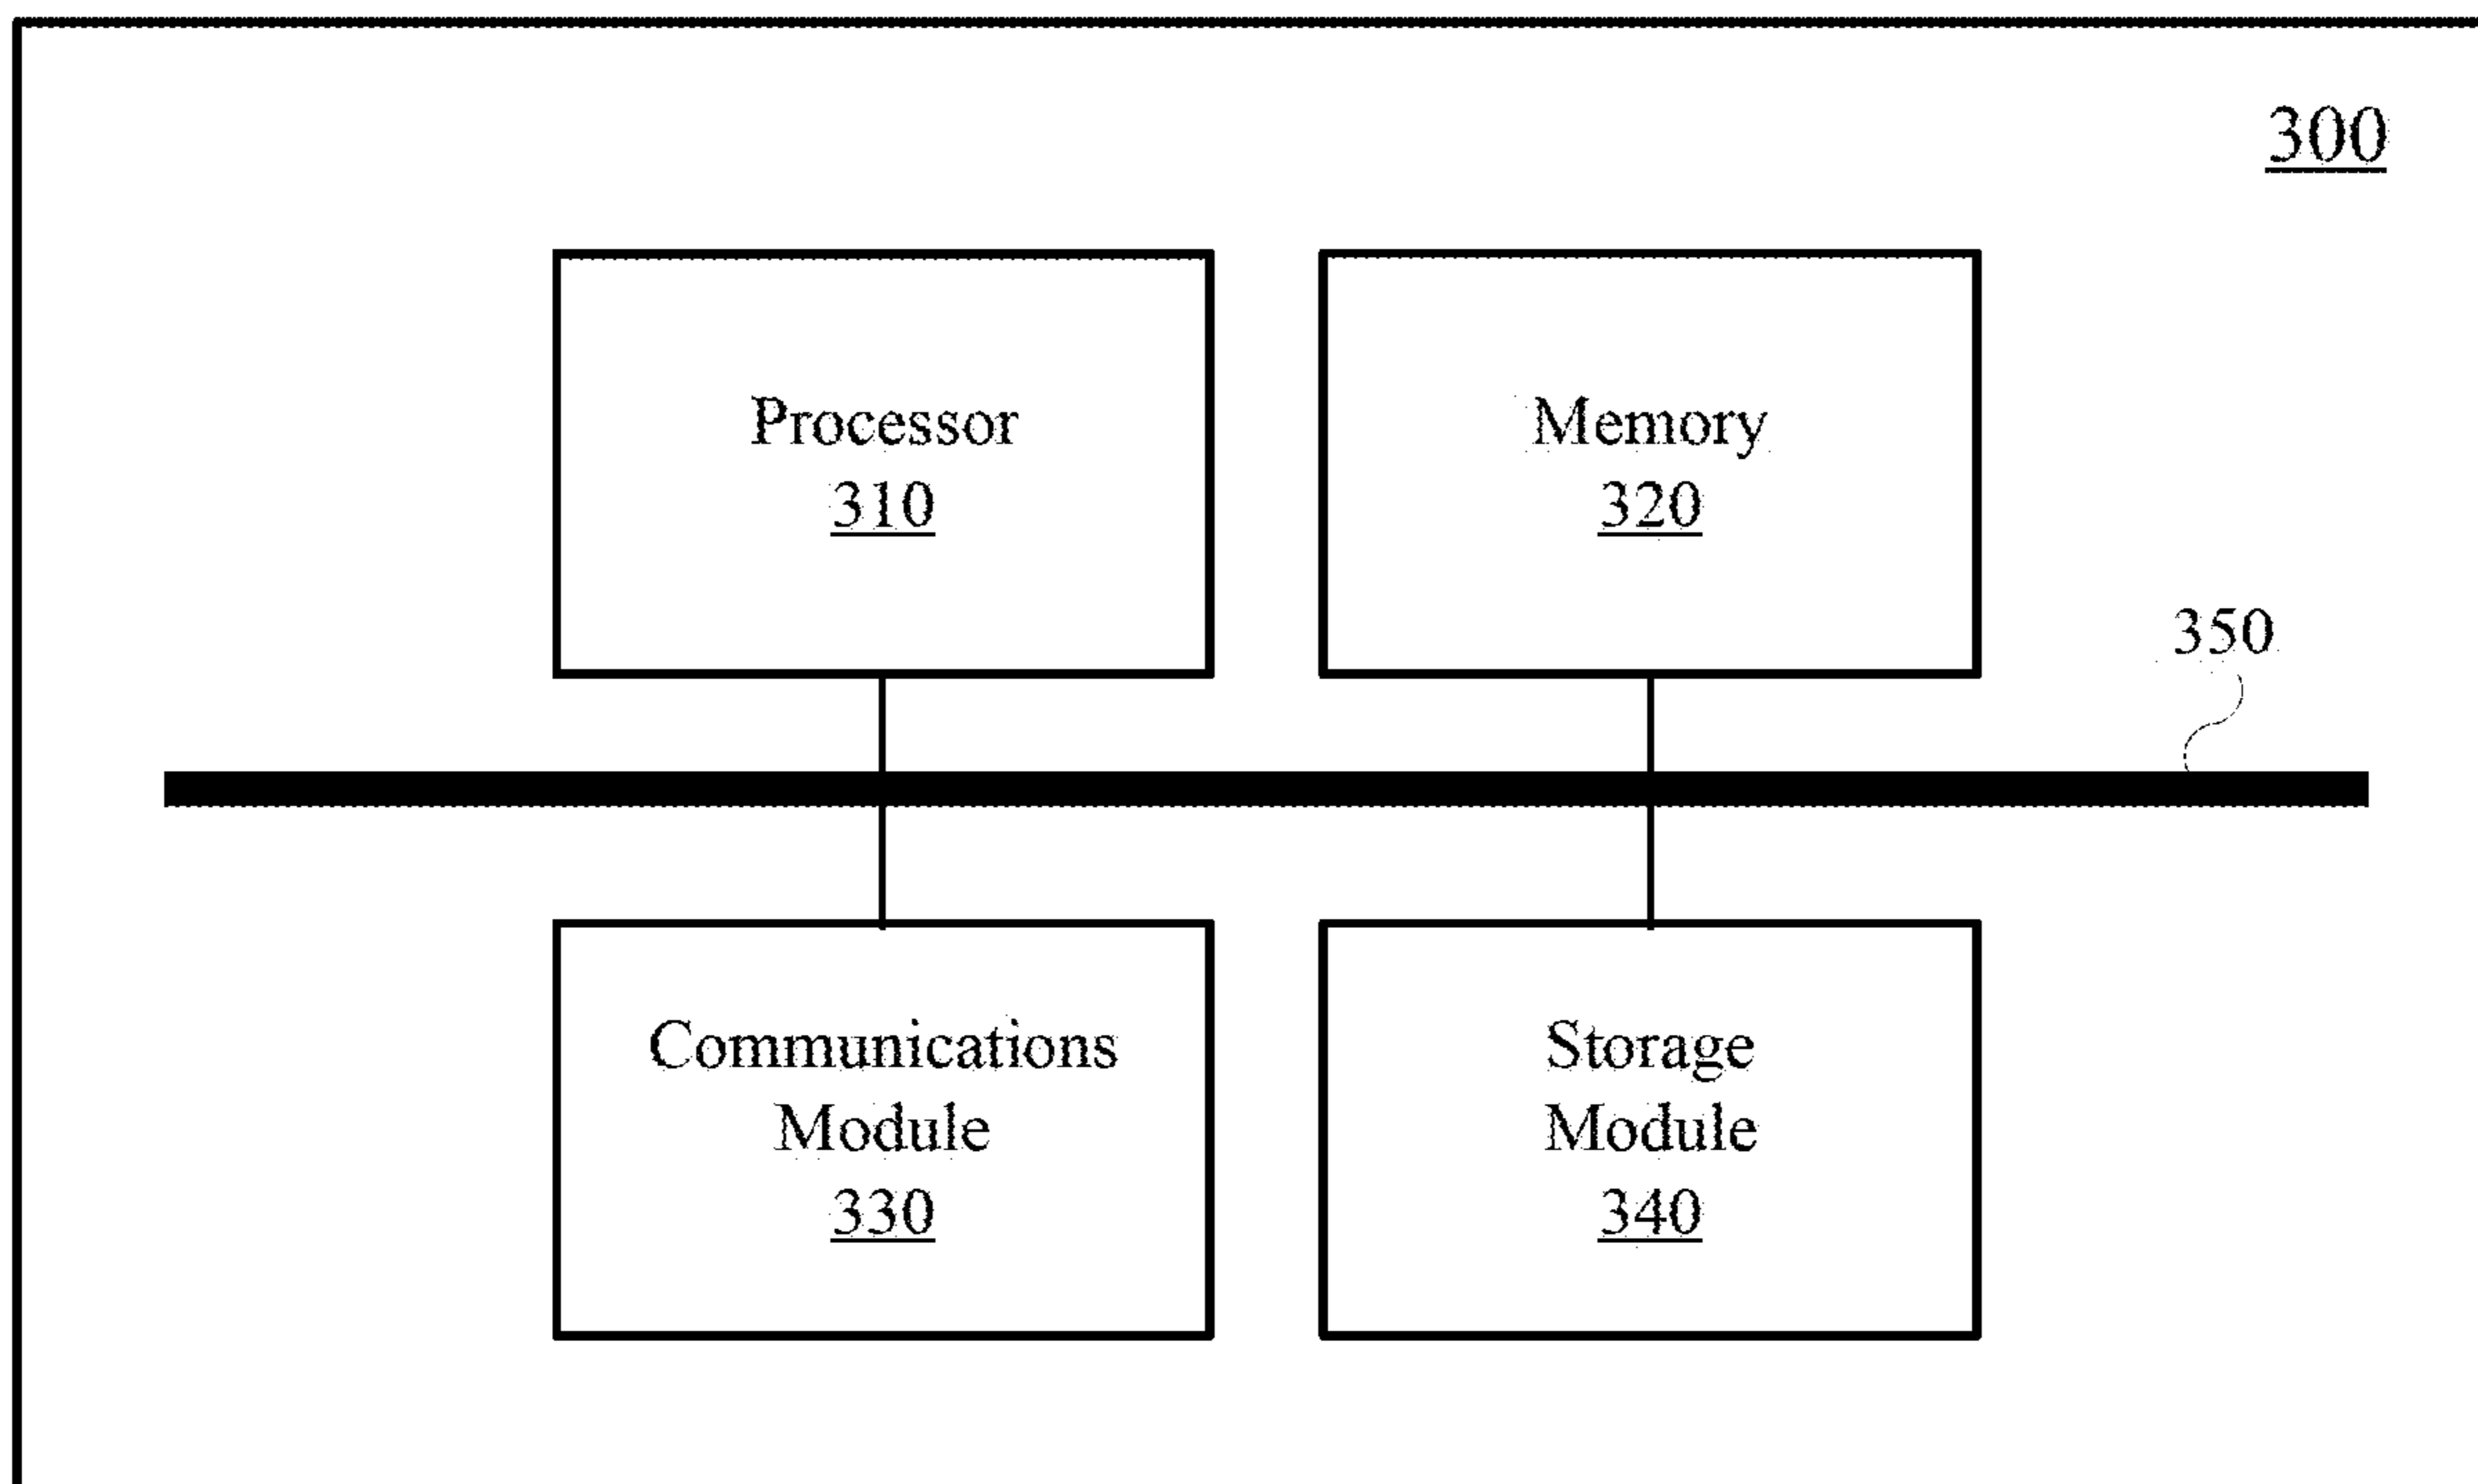 300
Processor
310
Memory
320
350
Communications
Module
330
Storage
Module
340